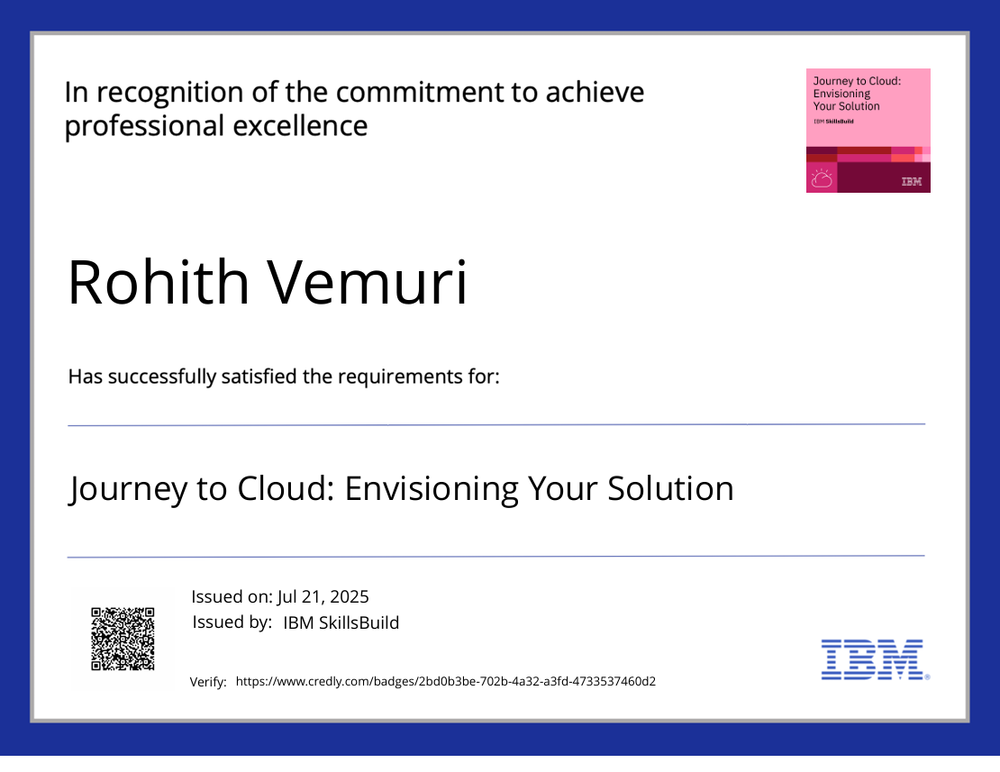 In recognition of the commitment to achieve
professional excellence
Journey to Cloud:
Envisioning
Your Solution
IBM SkillsBuild
IBM
Rohith Vemuri
Has successfully satisfied the requirements for:
Journey to Cloud: Envisioning Your Solution
Issued on: Jul 21, 2025
Issued by: IBM SkillsBuild
IBM®
Verify: https://www.credly.com/badges/2bd0b3be-702b-4a32-a3fd-4733537460d2